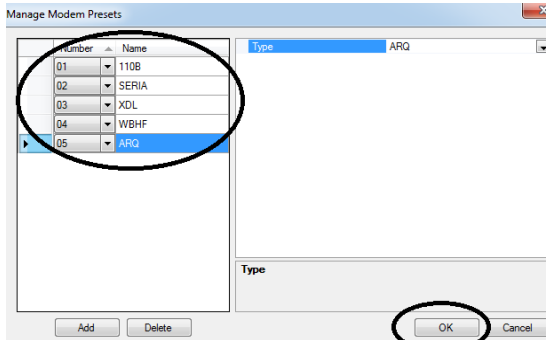 Manage Modem Presets
Number Name
01 110B
02 SERIA
03 XDL
04 WBHF
05 ARQ
Type ARQ
Type
Add Delete OK Cancel